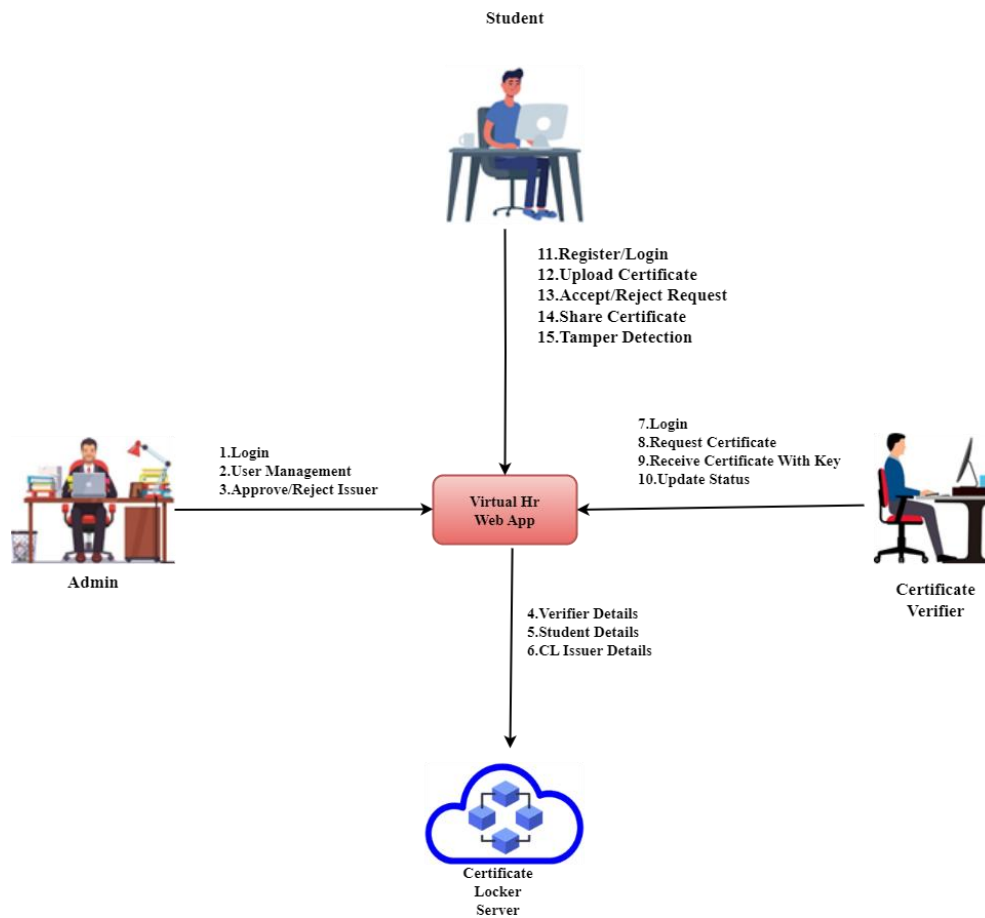 Student
11.Register/Login
12.Upload Certificate
13.Accept/Reject Request
14.Share Certificate
15.Tamper Detection
1.Login
2.User Management
3.Approve/Reject Issuer
Admin
Virtual Hr
Web App
7.Login
8.Request Certificate
9.Receive Certificate With Key
10.Update Status
Certificate
Verifier
4.Verifier Details
5.Student Details
6.CL Issuer Details
Certificate
Locker
Server